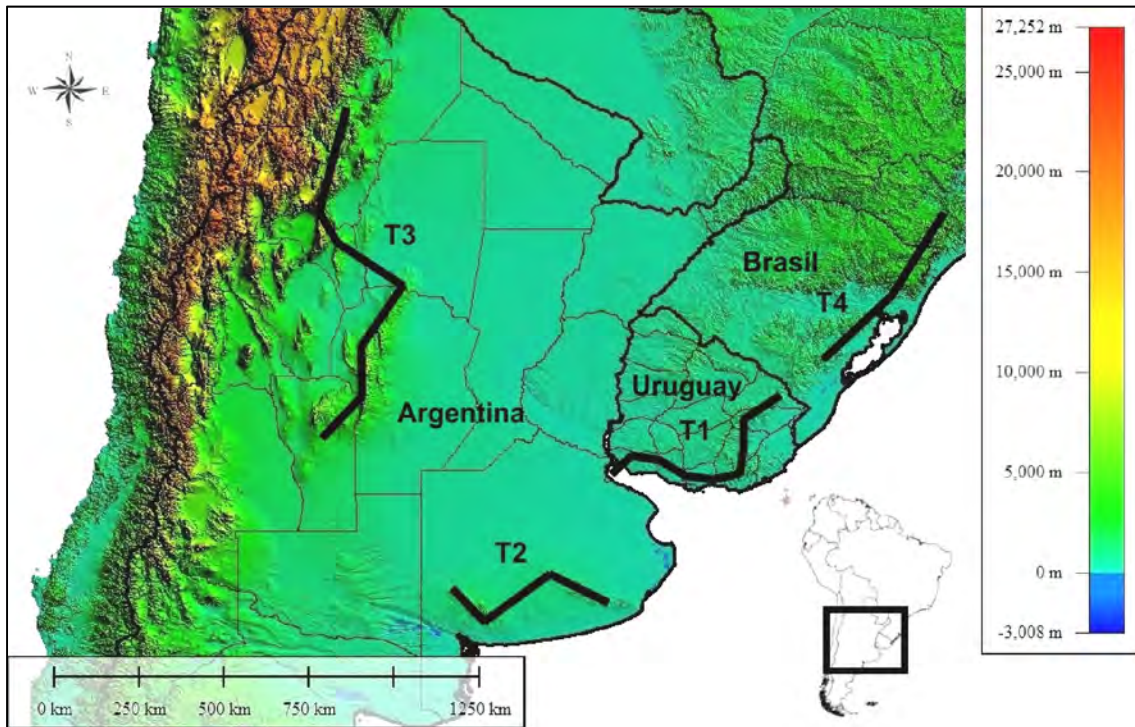 N
W E
S
T3
Brasil
T4
Uruguay
T1
Argentina
T2
0 km 250 km 500 km 750 km 1250 km
27,252 m
25,000 m
20,000 m
15,000 m
10,000 m
5,000 m
0 m
-3,008 m